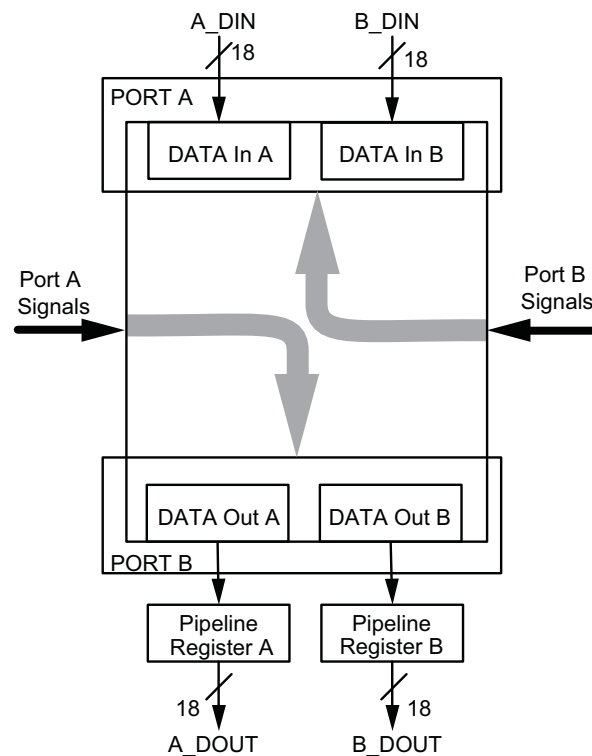 A_DIN
B_DIN
18
18
PORT A
DATA In A
DATA In B
Port A
Signals
Port B
Signals
DATA Out A
DATA Out B
PORT B
Pipeline
Register A
Pipeline
Register B
18
18
A_DOUT
B_DOUT